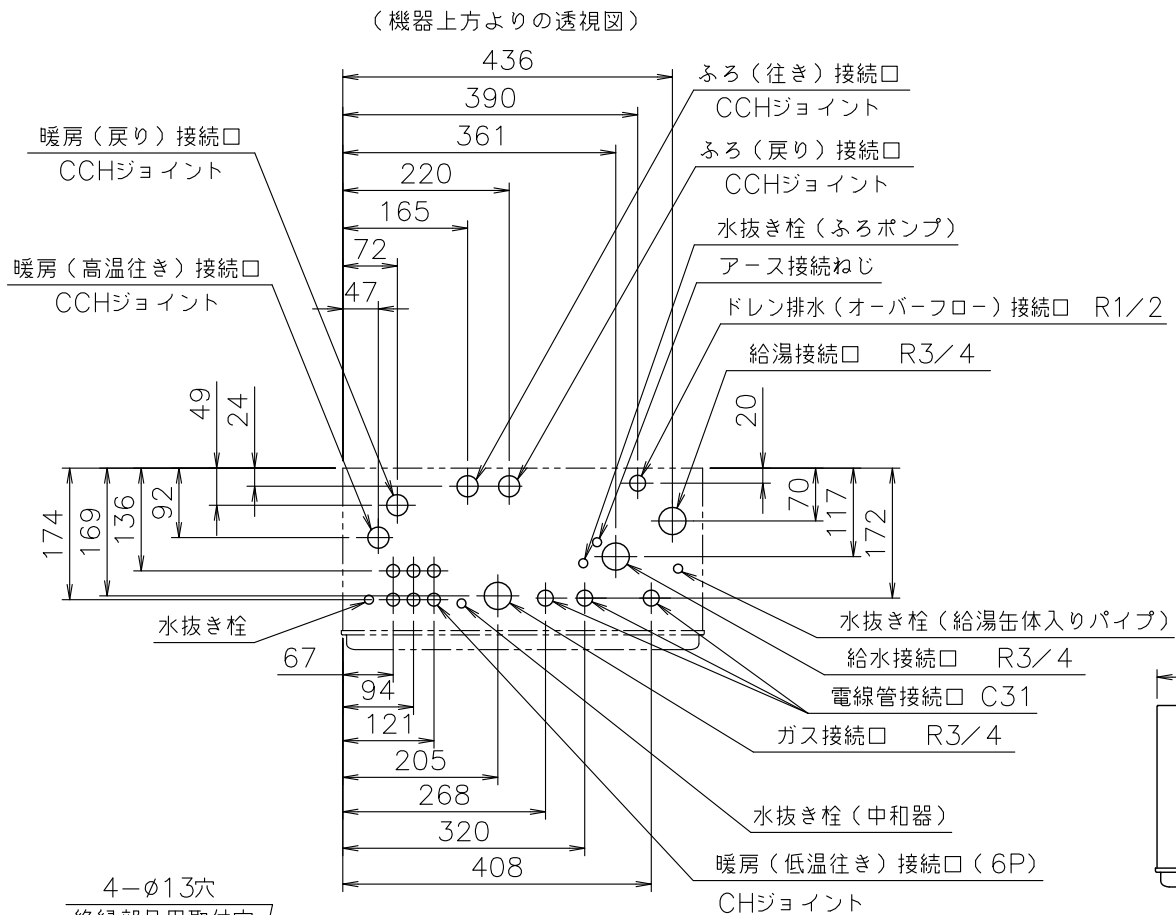 (機器上方よりの透視図)
436
390
361
220
165
72
47
暖房(戻り)接続口
CCHジョイント
暖房(高温往き)接続口
CCHジョイント
ふろ(往き)接続口
CCHジョイント
ふろ(戻り)接続口
CCHジョイント
水抜き栓(ふろポンプ)
アース接続ねじ
ドレン排水(オーバーフロー)接続口 R1/2
給湯接続口 R3/4
49
24
20
174
169
136
92
70
117
172
水抜き栓
水抜き栓(給湯缶体入りパイプ)
給水接続口 R3/4
電線管接続口 C31
ガス接続口 R3/4
67
94
121
205
268
320
408
水抜き栓(中和器)
暖房(低温往き)接続口(6P)
CHジョイント
4-φ13穴